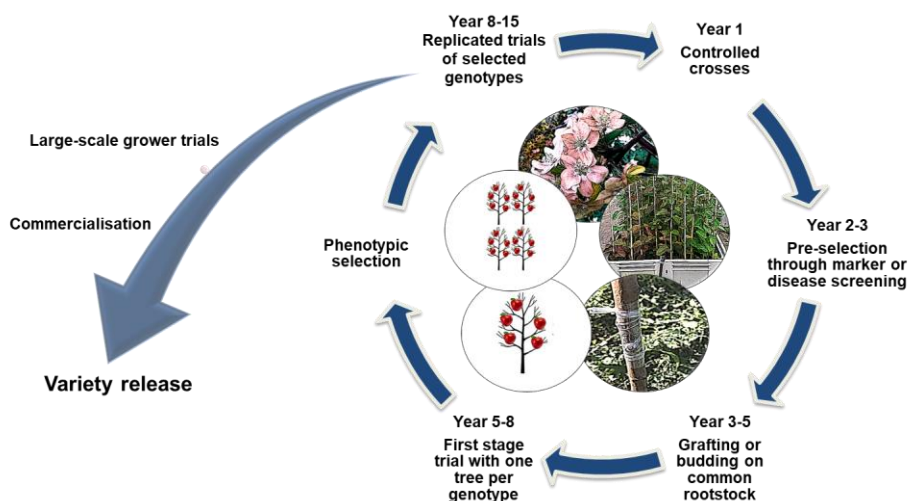 Year 8-15
Replicated trials
of selected
genotypes
Year 1
Controlled
crosses
Year 2-3
Pre-selection
through marker or
disease screening
Year 3-5
Grafting or
budding on
common
rootstock
Year 5-8
First stage
trial with one
tree per
genotype
Phenotypic
selection
Large-scale grower trials
Commercialisation
Variety release